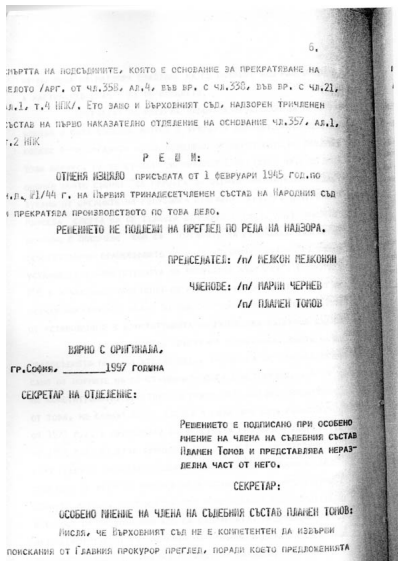 6.
СМЪРТТА НА ПОДСЪДИМИТЕ, КОЯТО Е ОСНОВАНИЕ ЗА ПРЕКРАТЯВАНЕ НА
ДЕЛОТО /АРГ. ОТ ЧЛ.358, АЛ.4, ВЪВ ВР. С ЧЛ.338, ВЪВ ВР. ЧЛ.21,
АЛ.1, Т.4 НПК/. ЕТО ЗАЩО И ВЪРХОВНИЯТ СЪД, НАДЗОРЕН ТРИЧЛЕНЕН
СЪСТАВ НА ПЪРВО НАКАЗАТЕЛНО ОТДЕЛЕНИЕ НА ОСНОВАНИЕ ЧЛ.357, АЛ.1,
Т.2 НПК
Р Е Ш И:
ОТМЕНЯ ИЗЦЯЛО ПРИСЪДАТА ОТ 1 ФЕВРУАРИ 1945 ГОД.ПО
Н.Д. /44 Г. НА ПЪРВИЯ ТРИНАДЕСЕТЧЛЕНЕН СЪСТАВ НА НАРОДНИЯ СЪД
И ПРЕКРАТЯВА ПРОИЗВОДСТВОТО ПО ТОВА ДЕЛО.
РЕШЕНИЕТО НЕ ПОДЛЕЖИ НА ПРЕГЛЕД ПО РЕДА НА НАДЗОРА.
ПРЕДСЕДАТЕЛ: /П/ МЕЛКОН МЕЛКОНЯН
ЧЛЕНОВЕ: /П/ МАРИН ЧЕРНЕВ
/П/ ПЛАМЕН ТОМОВ
ВЯРНО С ОРИГИНАЛА,
ГР.СОФИЯ, ________1997 ГОДИНА
СЕКРЕТАР НА ОТДЕЛЕНИЕ:
РЕШЕНИЕТО Е ПОДПИСАНО ПРИ ОСОБЕНО
МНЕНИЕ НА ЧЛЕНА НА СЪДЕБНИЯ СЪСТАВ
ПЛАМЕН ТОМОВ И ПРЕДСТАВЛЯВА НЕРАЗ-
ДЕЛНА ЧАСТ ОТ НЕГО.
СЕКРЕТАР:
ОСОБЕНО МНЕНИЕ НА ЧЛЕНА НА СЪДЕБНИЯ СЪСТАВ ПЛАМЕН ТОМОВ:
МИСЛЯ, ЧЕ ВЪРХОВНИЯТ СЪД НЕ Е КОМПЕТЕНТЕН ДА ИЗВЪРШИ
ПОИСКАНИЯ ОТ ГЛАВНИЯ ПРОКУРОР ПРЕГЛЕД, ПОРАДИ КОЕТО ПРЕДЛОЖЕНИЯТА